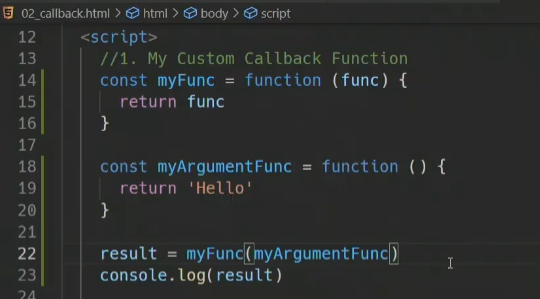 02_callback.html > html > body > script
12 <script>
13 //1. My Custom Callback Function
14 const myFunc = function (func) {
15 return func
16 }
17
18 const myArgumentFunc = function () {
19 return 'Hello'
20 }
21
22 result = myFunc(myArgumentFunc)
23 console.log(result)
24